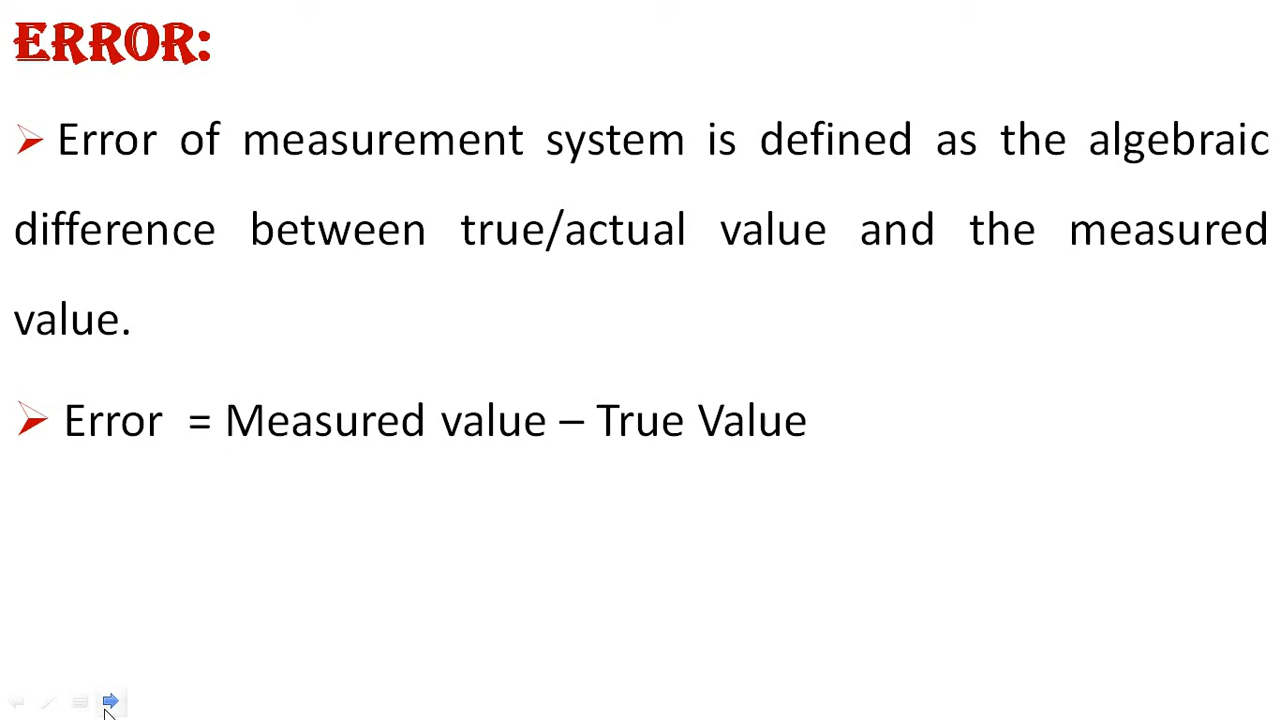 ERROR:
Error of measurement system is defined as the algebraic
difference between true/actual value and the measured
value.
Error = Measured value – True Value